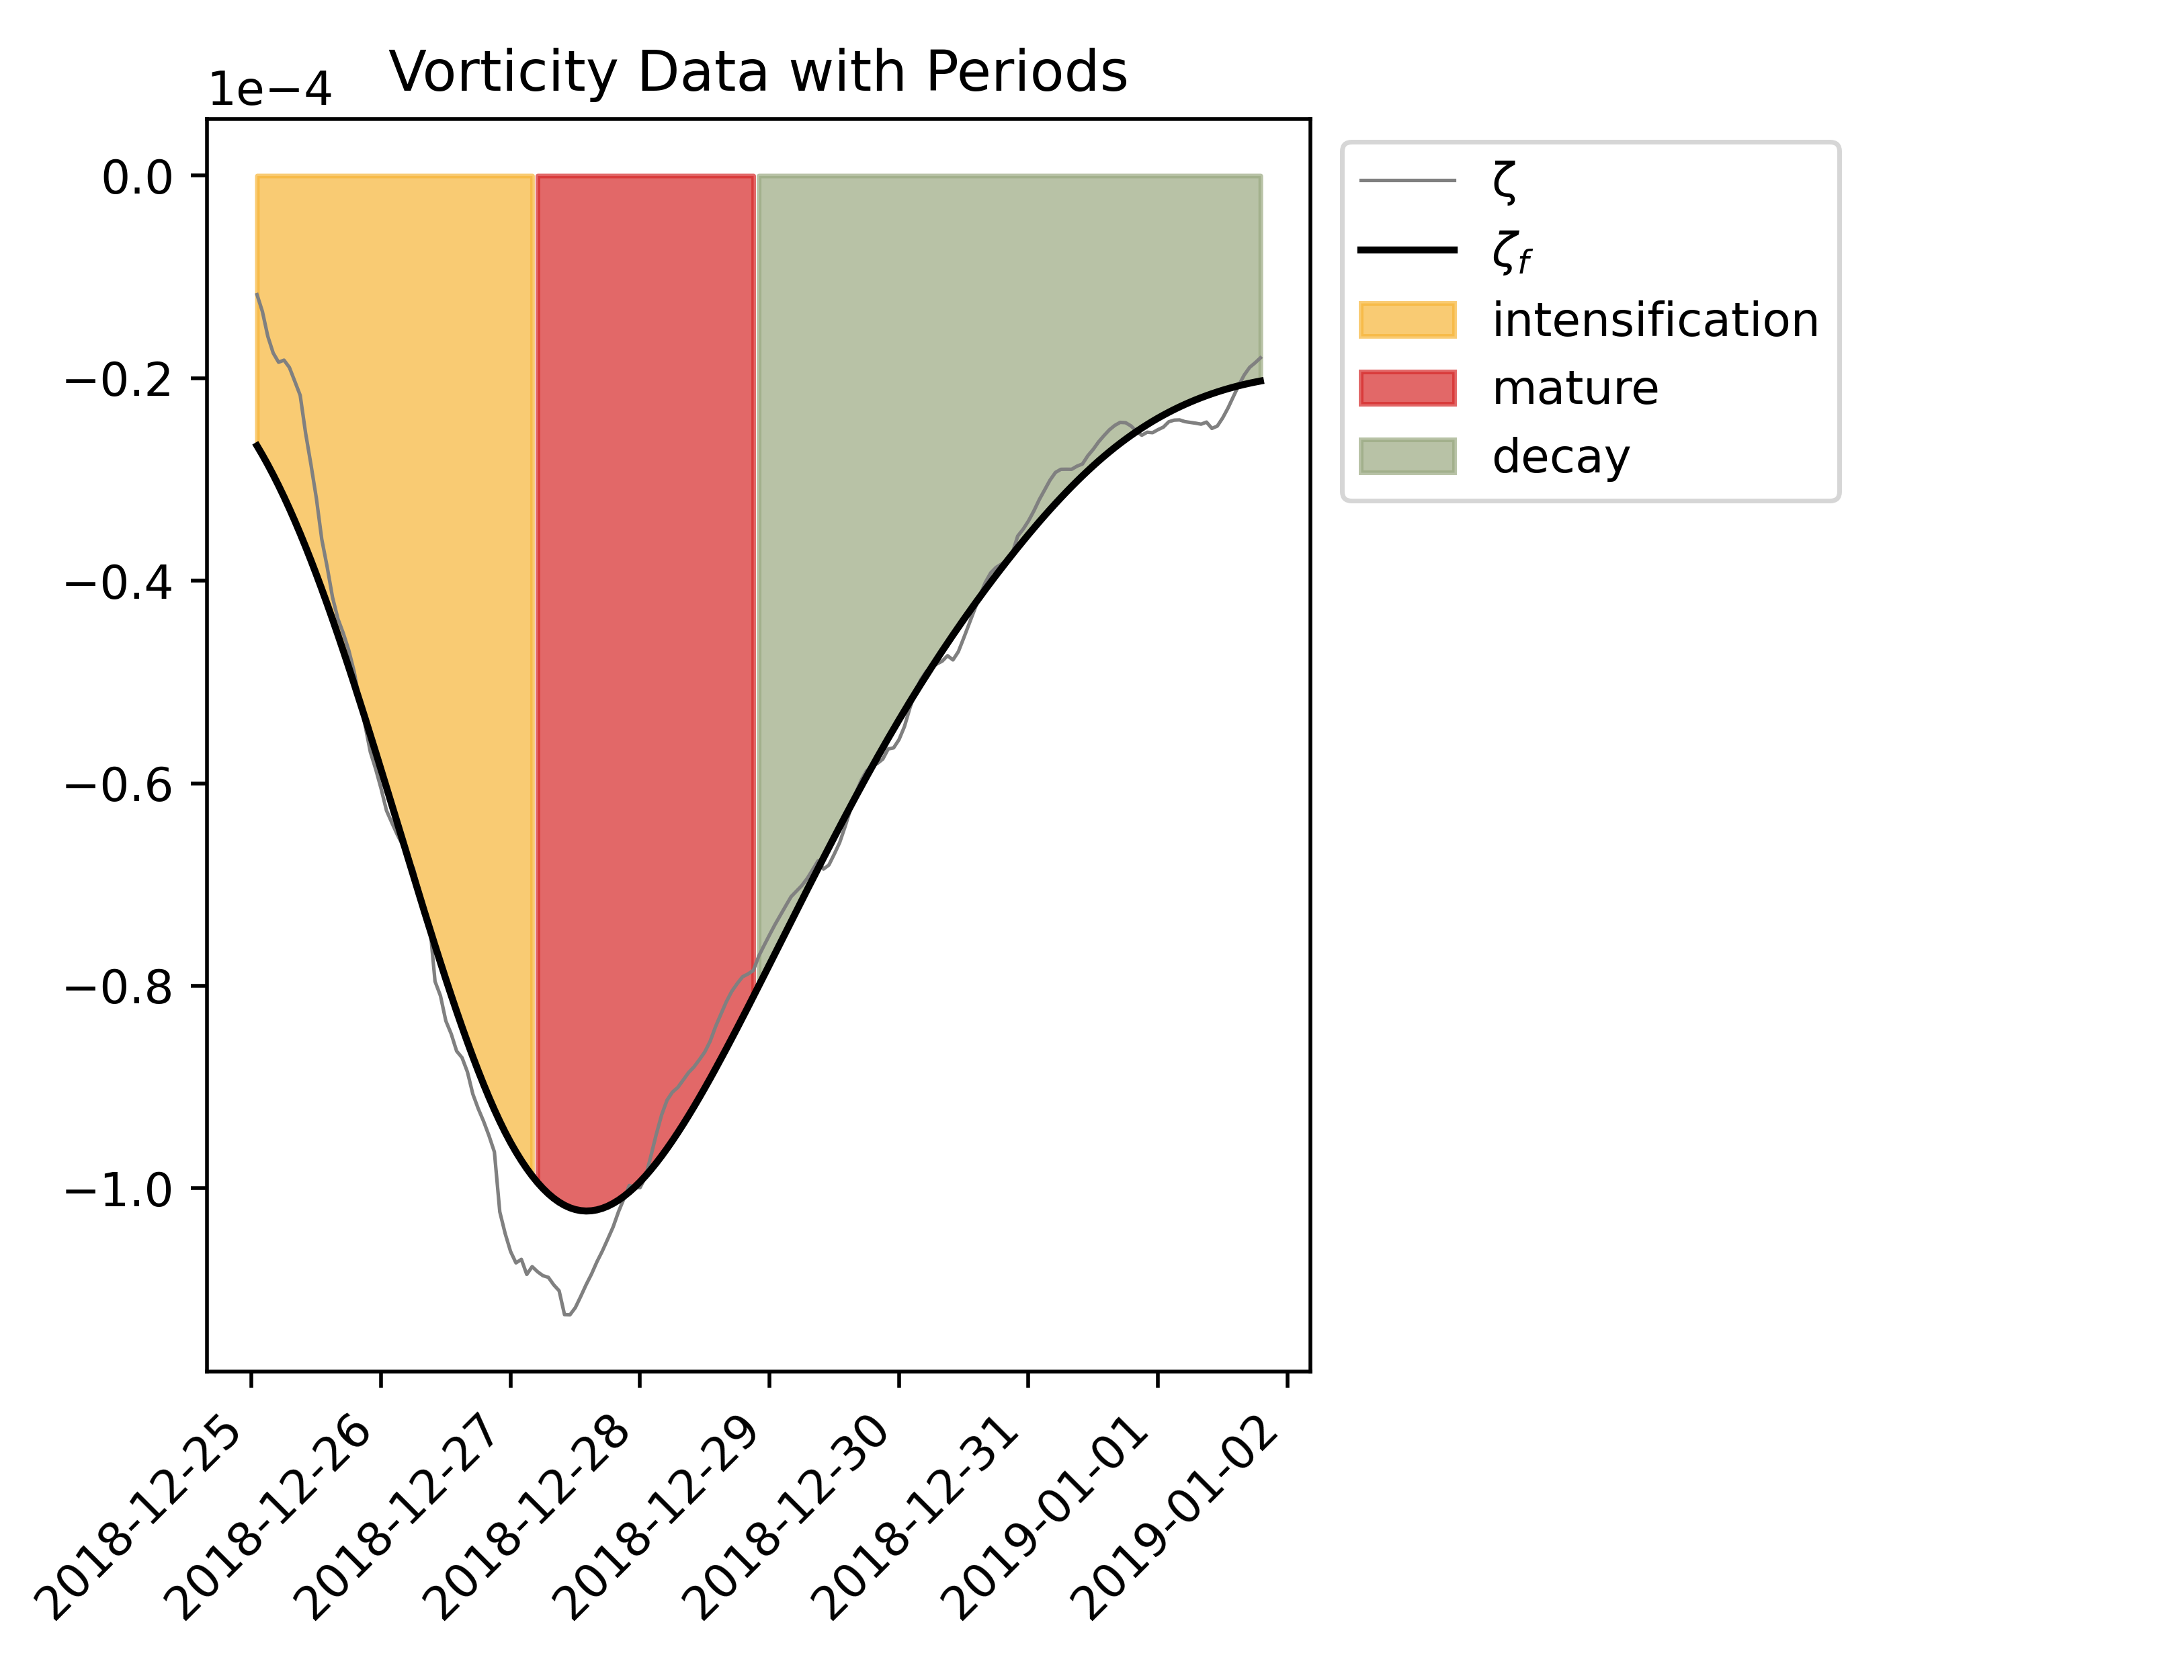 Vorticity Data with Periods
1e−4
0.0
−0.2
−0.4
−0.6
−0.8
−1.0
2018-12-25
2018-12-26
2018-12-27
2018-12-28
2018-12-29
2018-12-30
2018-12-31
2019-01-01
2019-01-02
ζ
ζf
intensification
mature
decay